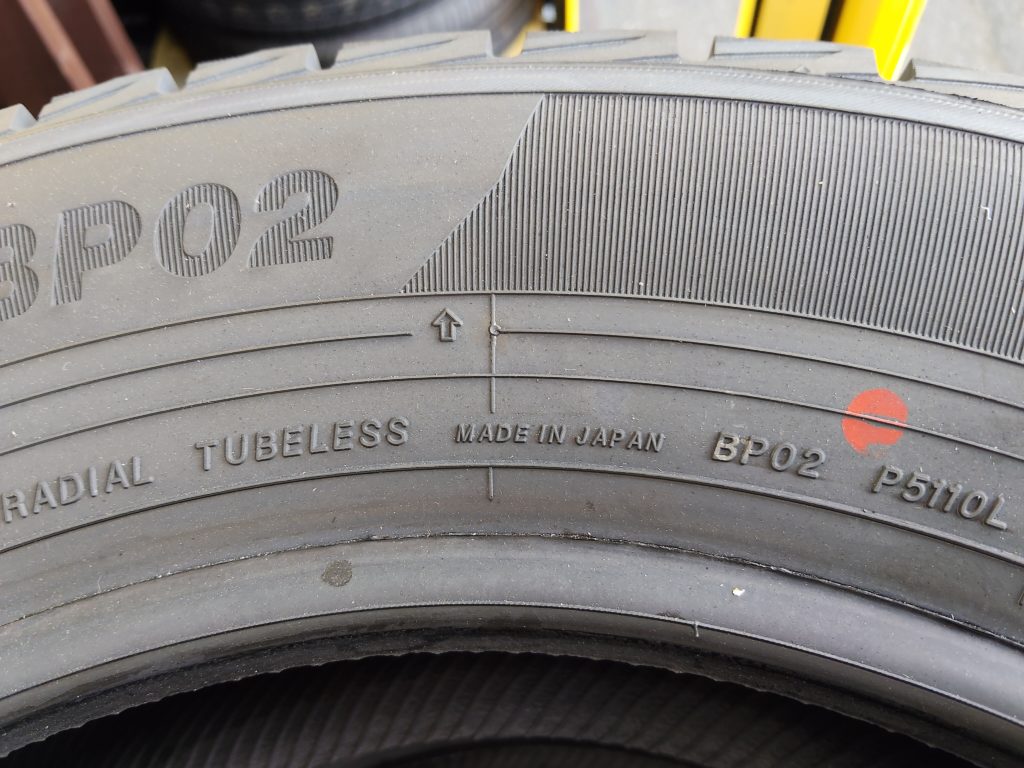 BP02
RADIAL TUBELESS MADE IN JAPAN BP02 P5110L